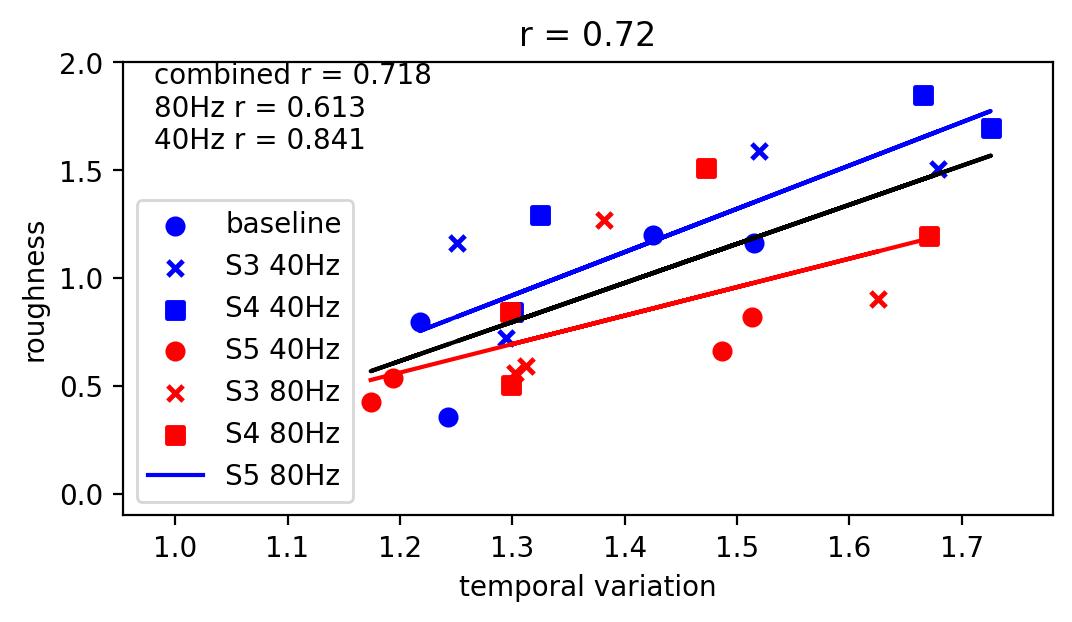 r = 0.72
combined r = 0.718
80Hz r = 0.613
40Hz r = 0.841
baseline
S3 40Hz
S4 40Hz
S5 40Hz
S3 80Hz
S4 80Hz
S5 80Hz
roughness
2.0
1.5
1.0
0.5
0.0
1.0 1.1 1.2 1.3 1.4 1.5 1.6 1.7
temporal variation